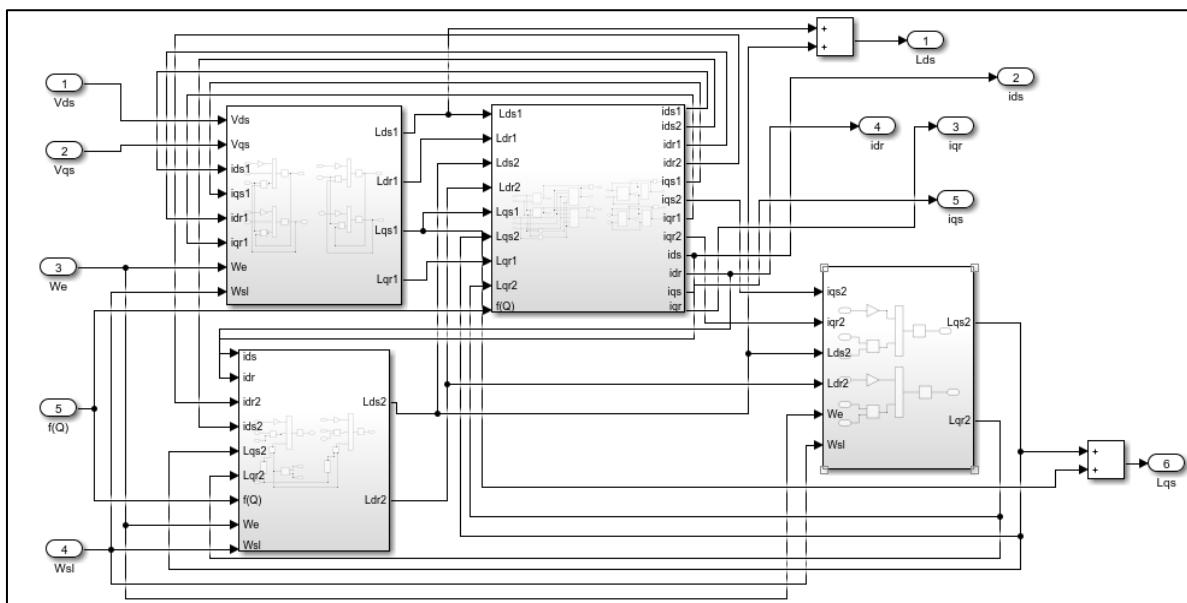 1
Vds
2
Vqs
3
We
5
f(Q)
4
Wsl
Vds
Vqs
ids1
iqs1
idr1
iqr1
We
Wsl
Lds1
Ldr1
Lqs1
Lqr1
Lds1
Ldr1
Lds2
Ldr2
Lqs1
Lqs2
Lqr1
Lqr2
f(Q)
ids1
ids2
idr1
idr2
iqs1
iqs2
iqr1
iqr2
ids
idr
iqs
iqr
ids
idr
idr2
ids2
Lqs2
Lqr2
f(Q)
We
Wsl
Lds2
Ldr2
iqs2
iqr2
Lds2
Ldr2
We
Wsl
Lqs2
Lqr2
+
+
1
Lds
2
ids
4
idr
3
iqr
5
iqs
+
+
6
Lqs